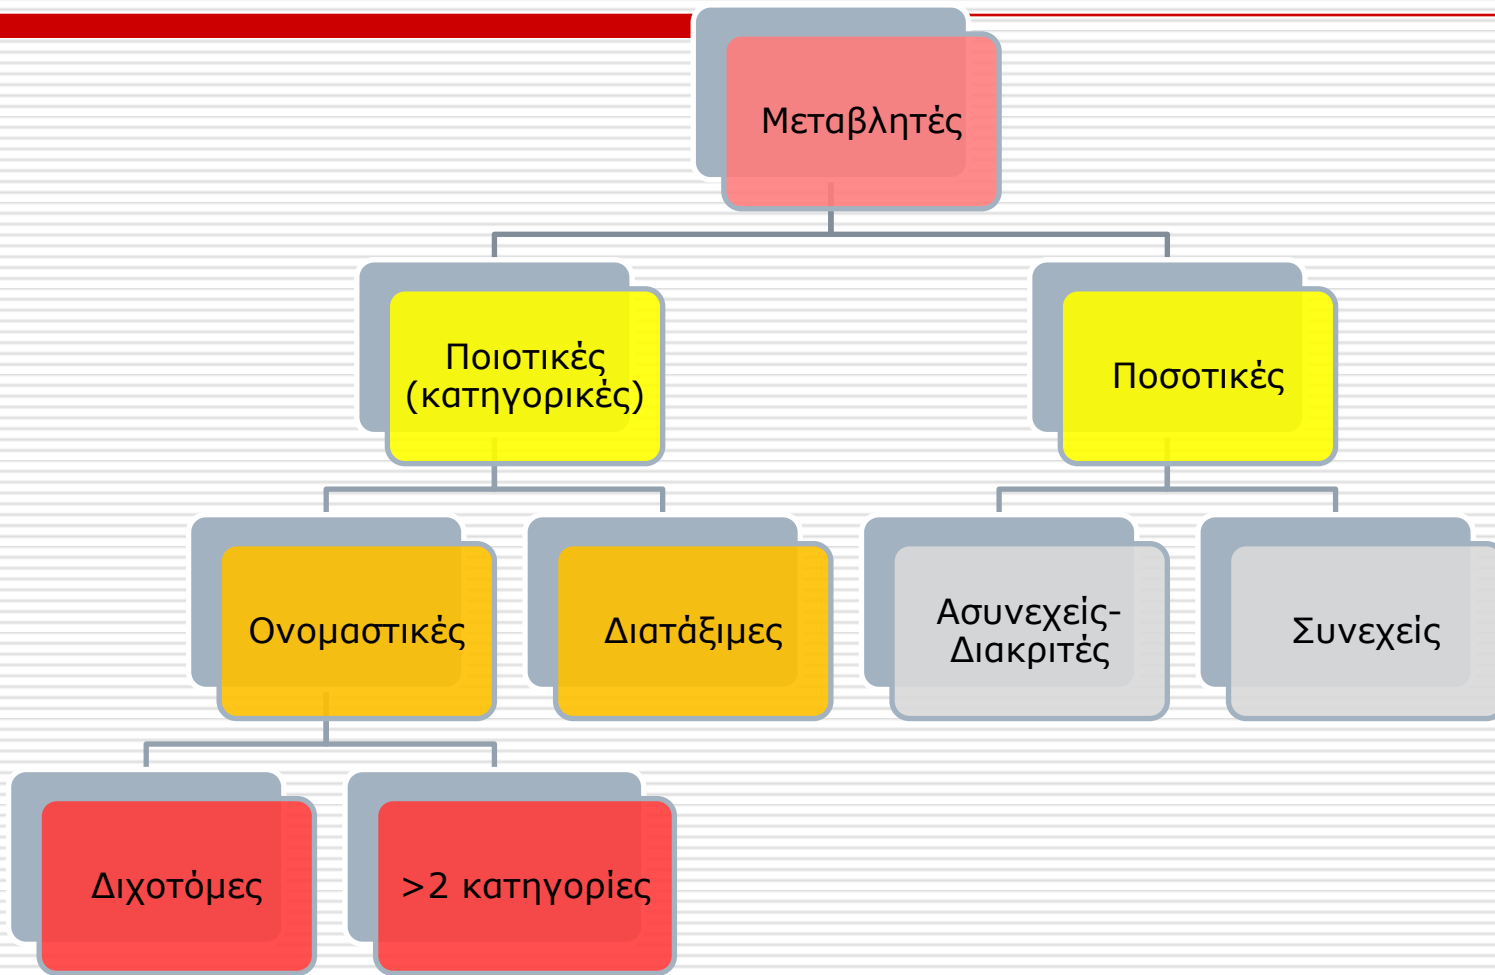 Μεταβλητές
Ποιοτικές
(κατηγορικές)
Ποσοτικές
Ονομαστικές
Διατάξιμες
Ασυνεχείς-
Διακριτές
Συνεχείς
Διχοτόμες
>2 κατηγορίες